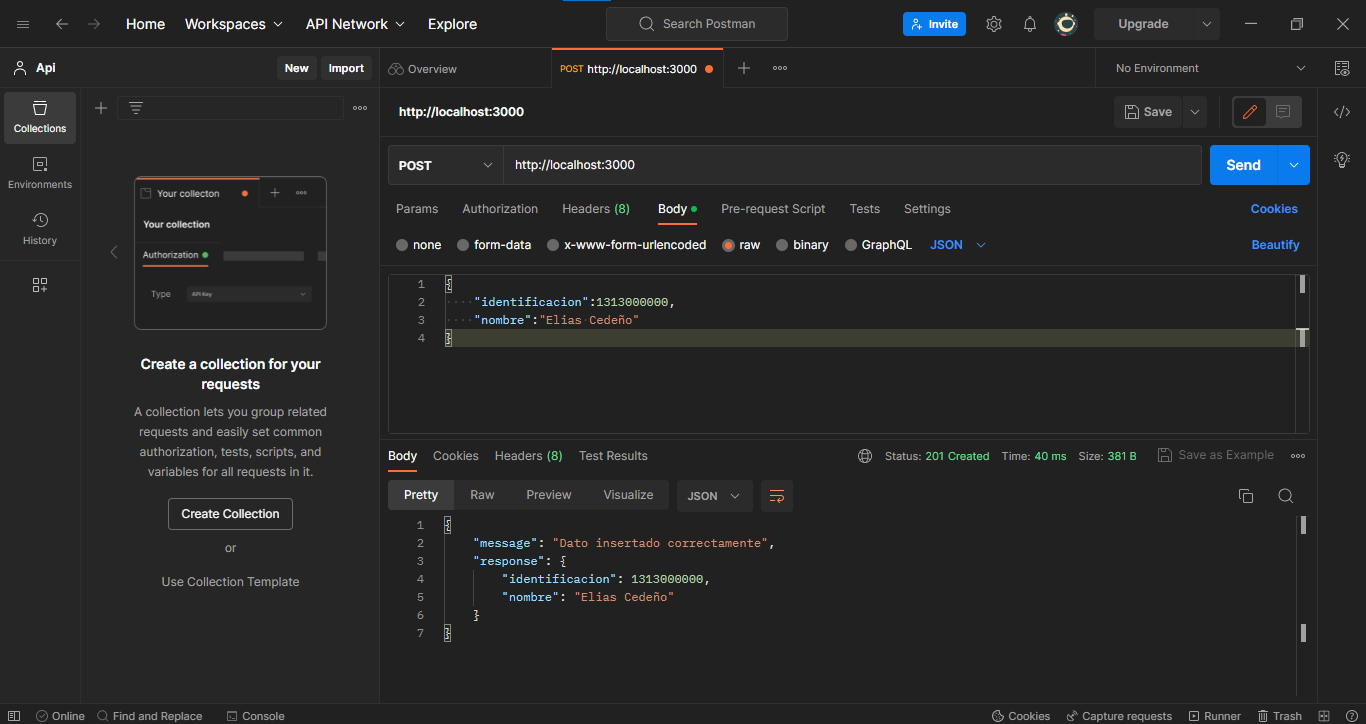 Home Workspaces API Network Explore Search Postman Invite Upgrade
Api New Import Overview POST http://localhost:3000 No Environment
Collections
Environments
History
Your collecton
Your collection
Authorization
Type API Key
Create a collection for your
requests
A collection lets you group related
requests and easily set common
authorization, tests, scripts, and
variables for all requests in it.
Create Collection
or
Use Collection Template
http://localhost:3000 Save
POST http://localhost:3000 Send
Params Authorization Headers (8) Body Pre-request Script Tests Settings Cookies
none form-data x-www-form-urlencoded raw binary GraphQL JSON Beautify
1 {
2 ····"identificacion":1313000000,
3 ····"nombre":"Elias·Cedeño"
4 }
Body Cookies Headers (8) Test Results Status: 201 Created Time: 40 ms Size: 381 B Save as Example
Pretty Raw Preview Visualize JSON
1 {
2 "message": "Dato insertado correctamente",
3 "response": {
4 "identificacion": 1313000000,
5 "nombre": "Elias Cedeño"
6 }
7 }
Online Find and Replace Console Cookies Capture requests Runner Trash